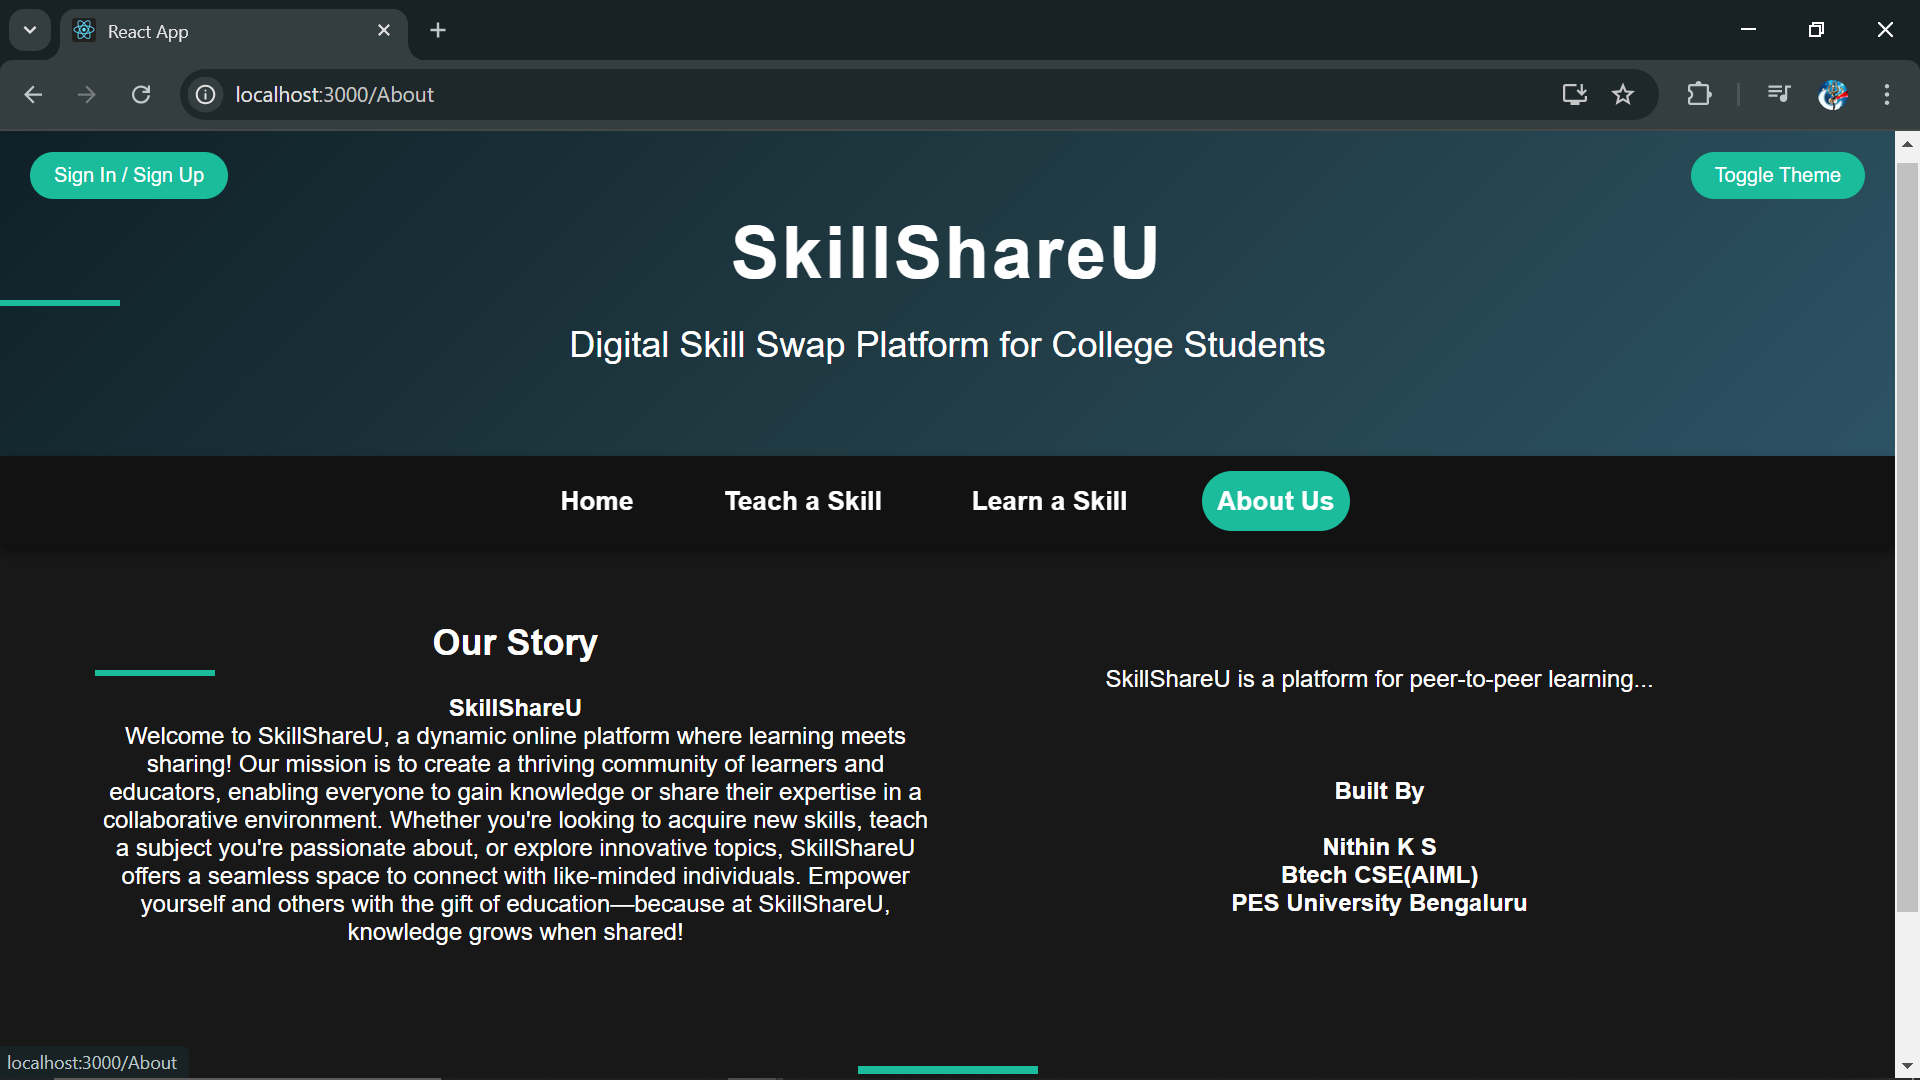 React App
localhost:3000/About
Sign In / Sign Up
Toggle Theme
SkillShareU
Digital Skill Swap Platform for College Students
Home
Teach a Skill
Learn a Skill
About Us
Our Story
SkillShareU
Welcome to SkillShareU, a dynamic online platform where learning meets
sharing! Our mission is to create a thriving community of learners and
educators, enabling everyone to gain knowledge or share their expertise in a
collaborative environment. Whether you're looking to acquire new skills, teach
a subject you're passionate about, or explore innovative topics, SkillShareU
offers a seamless space to connect with like-minded individuals. Empower
yourself and others with the gift of education—because at SkillShareU,
knowledge grows when shared!
SkillShareU is a platform for peer-to-peer learning...
Built By
Nithin K S
Btech CSE(AIML)
PES University Bengaluru
localhost:3000/About